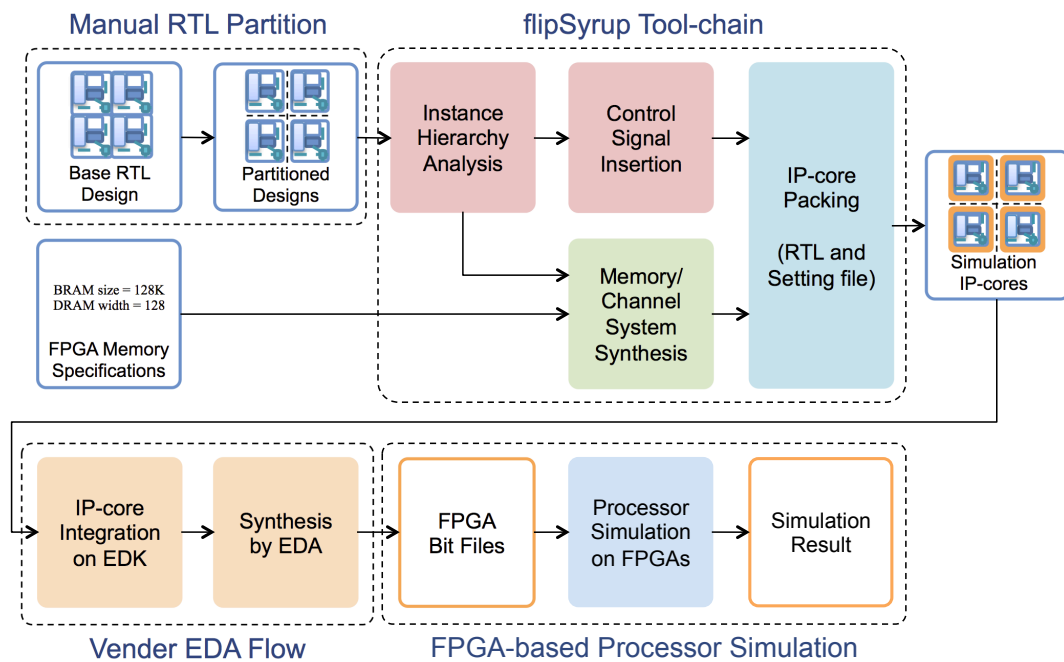 Manual RTL Partition
flipSyrup Tool-chain
Base RTL
Design
Partitioned
Designs
Instance
Hierarchy
Analysis
Control
Signal
Insertion
IP-core
Packing
(RTL and
Setting file)
Simulation
IP-cores
BRAM size = 128K
DRAM width = 128
FPGA Memory
Specifications
Memory/
Channel
System
Synthesis
IP-core
Integration
on EDK
Synthesis
by EDA
FPGA
Bit Files
Processor
Simulation
on FPGAs
Simulation
Result
Vender EDA Flow
FPGA-based Processor Simulation